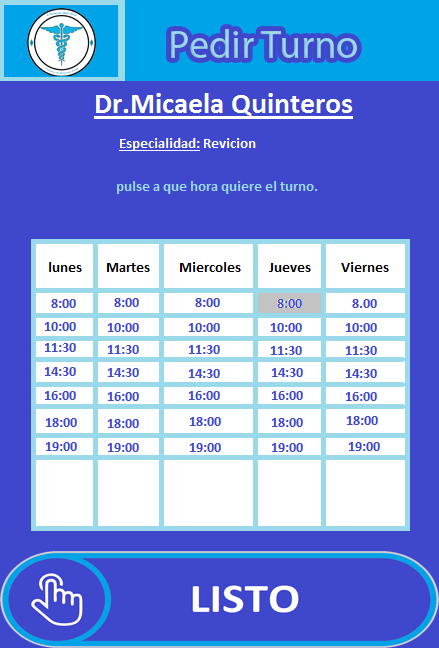 Pedir Turno
Dr.Micaela Quinteros
Especialidad: Revicion
pulse a que hora quiere el turno.
lunes Martes Miercoles Jueves Viernes
8:00 8:00 8:00 8:00 8.00
10:00 10:00 10:00 10:00 10:00
11:30 11:30 11:30 11:30 11:30
14:30 14:30 14:30 14:30 14:30
16:00 16:00 16:00 16:00 16:00
18:00 18:00 18:00 18:00 18:00
19:00 19:00 19:00 19:00 19:00
LISTO